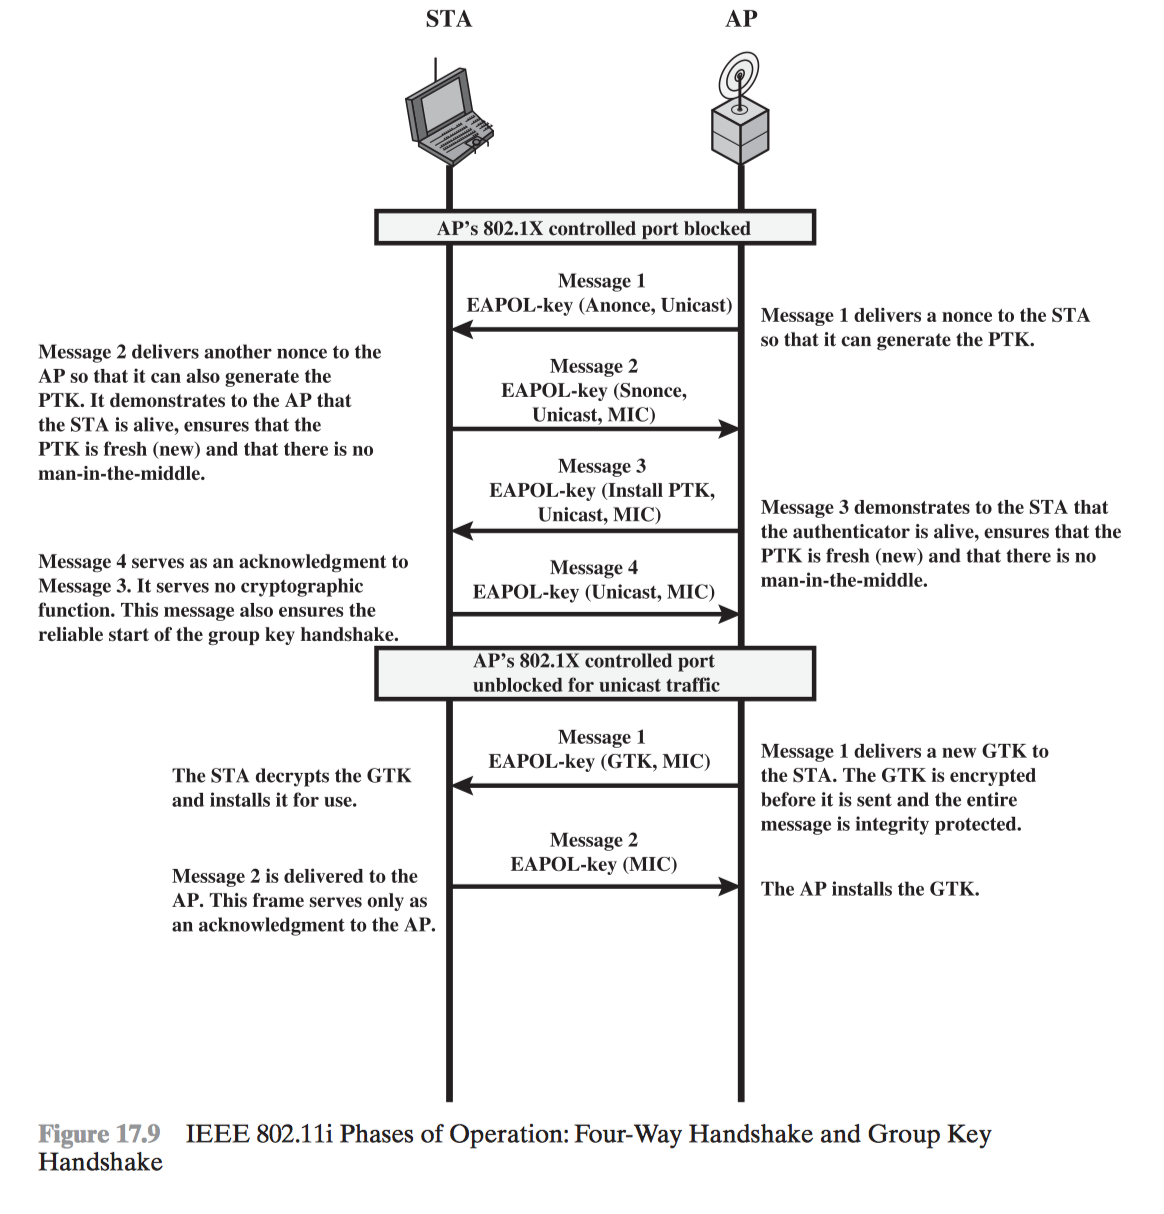 STA
AP
AP's 802.1X controlled port blocked
Message 1
EAPOL-key (Anonce, Unicast)
Message 1 delivers a nonce to the STA
so that it can generate the PTK.
Message 2 delivers another nonce to the
AP so that it can also generate the
PTK. It demonstrates to the AP that
the STA is alive, ensures that the
PTK is fresh (new) and that there is no
man-in-the-middle.
Message 2
EAPOL-key (Snonce,
Unicast, MIC)
Message 3
EAPOL-key (Install PTK,
Unicast, MIC)
Message 3 demonstrates to the STA that
the authenticator is alive, ensures that the
PTK is fresh (new) and that there is no
man-in-the-middle.
Message 4 serves as an acknowledgment to
Message 3. It serves no cryptographic
function. This message also ensures the
reliable start of the group key handshake.
Message 4
EAPOL-key (Unicast, MIC)
AP's 802.1X controlled port
unblocked for unicast traffic
Message 1
EAPOL-key (GTK, MIC)
Message 1 delivers a new GTK to
the STA. The GTK is encrypted
before it is sent and the entire
message is integrity protected.
The STA decrypts the GTK
and installs it for use.
Message 2
EAPOL-key (MIC)
Message 2 is delivered to the
AP. This frame serves only as
an acknowledgment to the AP.
The AP installs the GTK.
Figure 17.9 IEEE 802.11i Phases of Operation: Four-Way Handshake and Group Key
Handshake